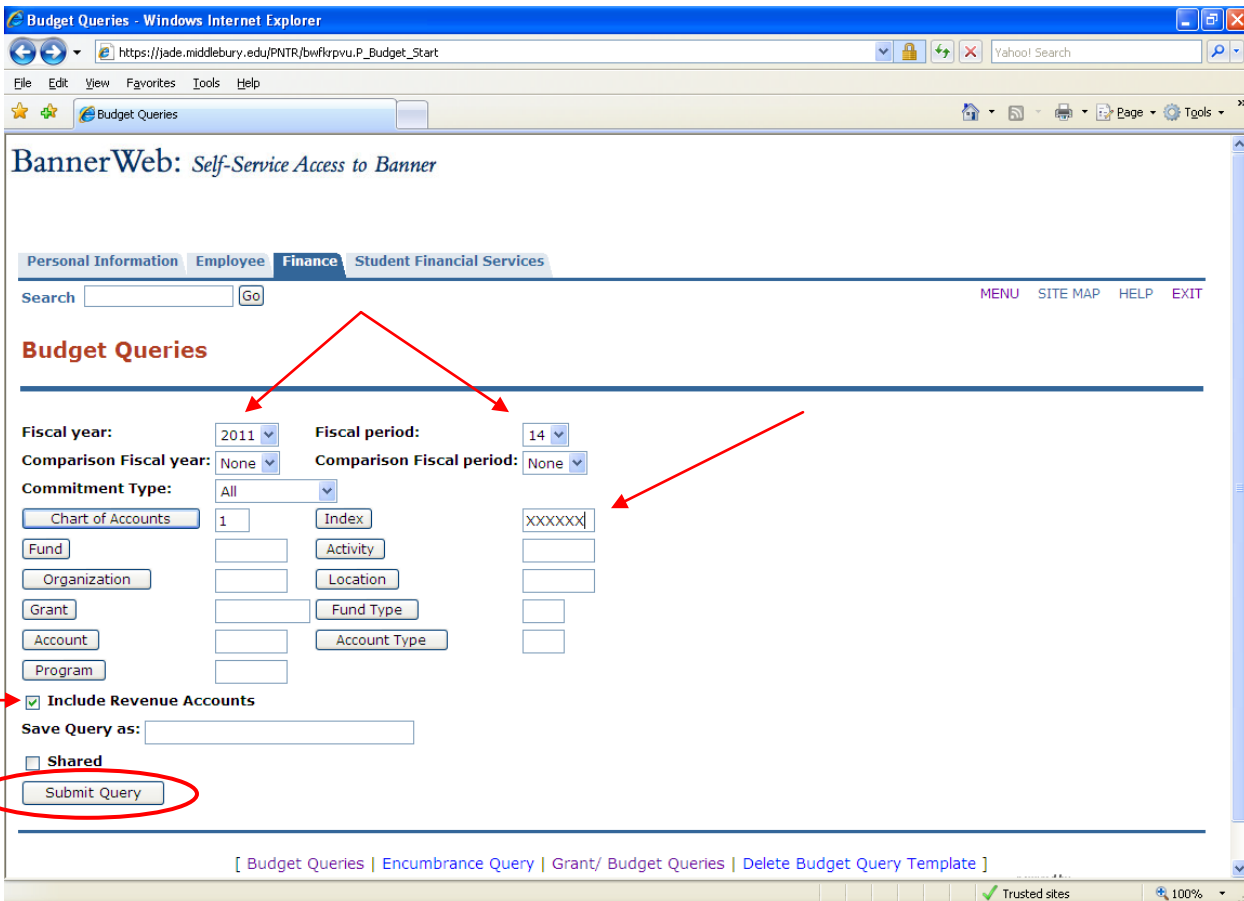 Budget Queries - Windows Internet Explorer
https://jade.middlebury.edu/PNTR/bwfkrpvu.P_Budget_Start
Yahoo! Search
File Edit View Favorites Tools Help
Budget Queries
Page Tools »
BannerWeb: Self-Service Access to Banner
Personal Information Employee Finance Student Financial Services
Search Go MENU SITE MAP HELP EXIT
Budget Queries
Fiscal year: 2011 Fiscal period: 14
Comparison Fiscal year: None Comparison Fiscal period: None
Commitment Type: All
Chart of Accounts 1 Index XXXXXX
Fund Activity
Organization Location
Grant Fund Type
Account Account Type
Program
Include Revenue Accounts
Save Query as:
Shared
Submit Query
[ Budget Queries | Encumbrance Query | Grant/ Budget Queries | Delete Budget Query Template ]
Trusted sites 100%